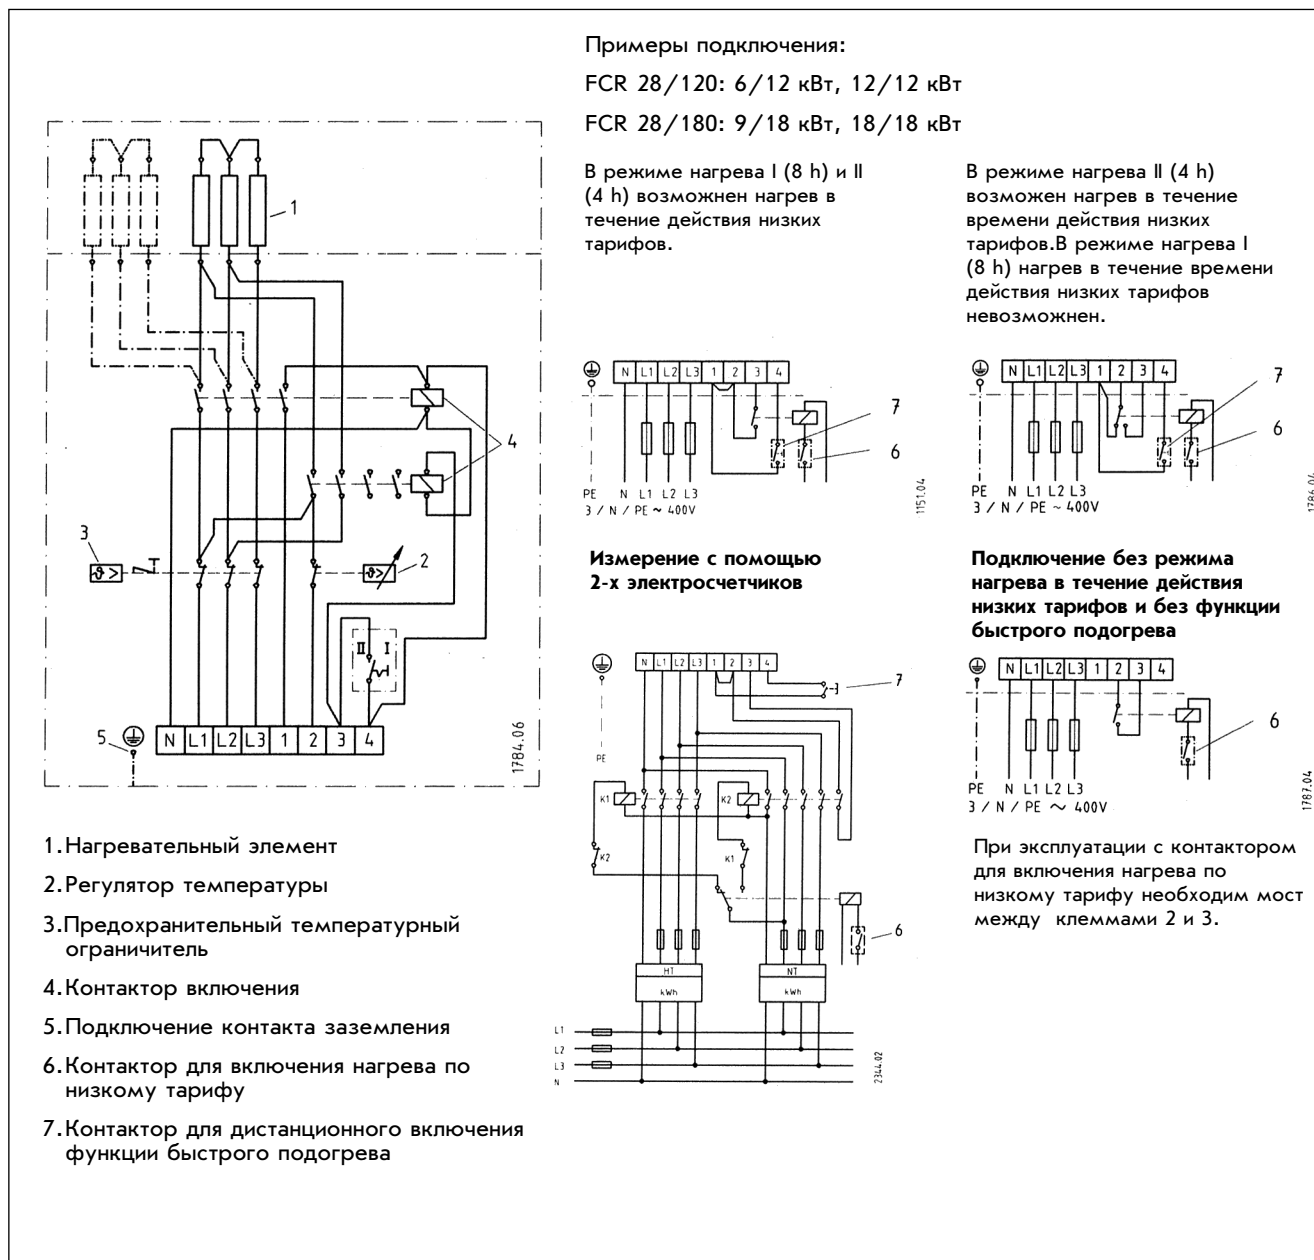 Примеры подключения:
FCR 28/120: 6/12 кВт, 12/12 кВт
FCR 28/180: 9/18 кВт, 18/18 кВт
В режиме нагрева I (8 h) и II
(4 h) возможнен нагрев в
течение действия низких
тарифов.
В режиме нагрева II (4 h)
возможен нагрев в течение
времени действия низких
тарифов.В режиме нагрева I
(8 h) нагрев в течение времени
действия низких тарифов
невозможнен.
1
4
3
ϑ>
ϑ>
2
II I
5
N L1 L2 L3 1 2 3 4
1784.06
N L1 L2 L3 1 2 3 4
7
6
PE N L1 L2 L3
3 / N / PE ~ 400V
1151.04
N L1 L2 L3 1 2 3 4
7
6
PE N L1 L2 L3
3 / N / PE ~ 400V
1786.04
Измерение с помощью
2-х электросчетчиков
N L1 L2 L3 1 2 3 4
7
PE
K1 K2
K2 K1
6
HT NT
kWh kWh
L1
L2
L3
N
2344.02
Подключение без режима
нагрева в течение действия
низких тарифов и без функции
быстрого подогрева
N L1 L2 L3 1 2 3 4
6
PE N L1 L2 L3
3 / N / PE ~ 400V
1787.04
При эксплуатации с контактором
для включения нагрева по
низкому тарифу необходим мост
между клеммами 2 и 3.
1.Нагревательный элемент
2.Регулятор температуры
3.Предохранительный температурный
ограничитель
4.Контактор включения
5.Подключение контакта заземления
6.Контактор для включения нагрева по
низкому тарифу
7.Контактор для дистанционного включения
функции быстрого подогрева